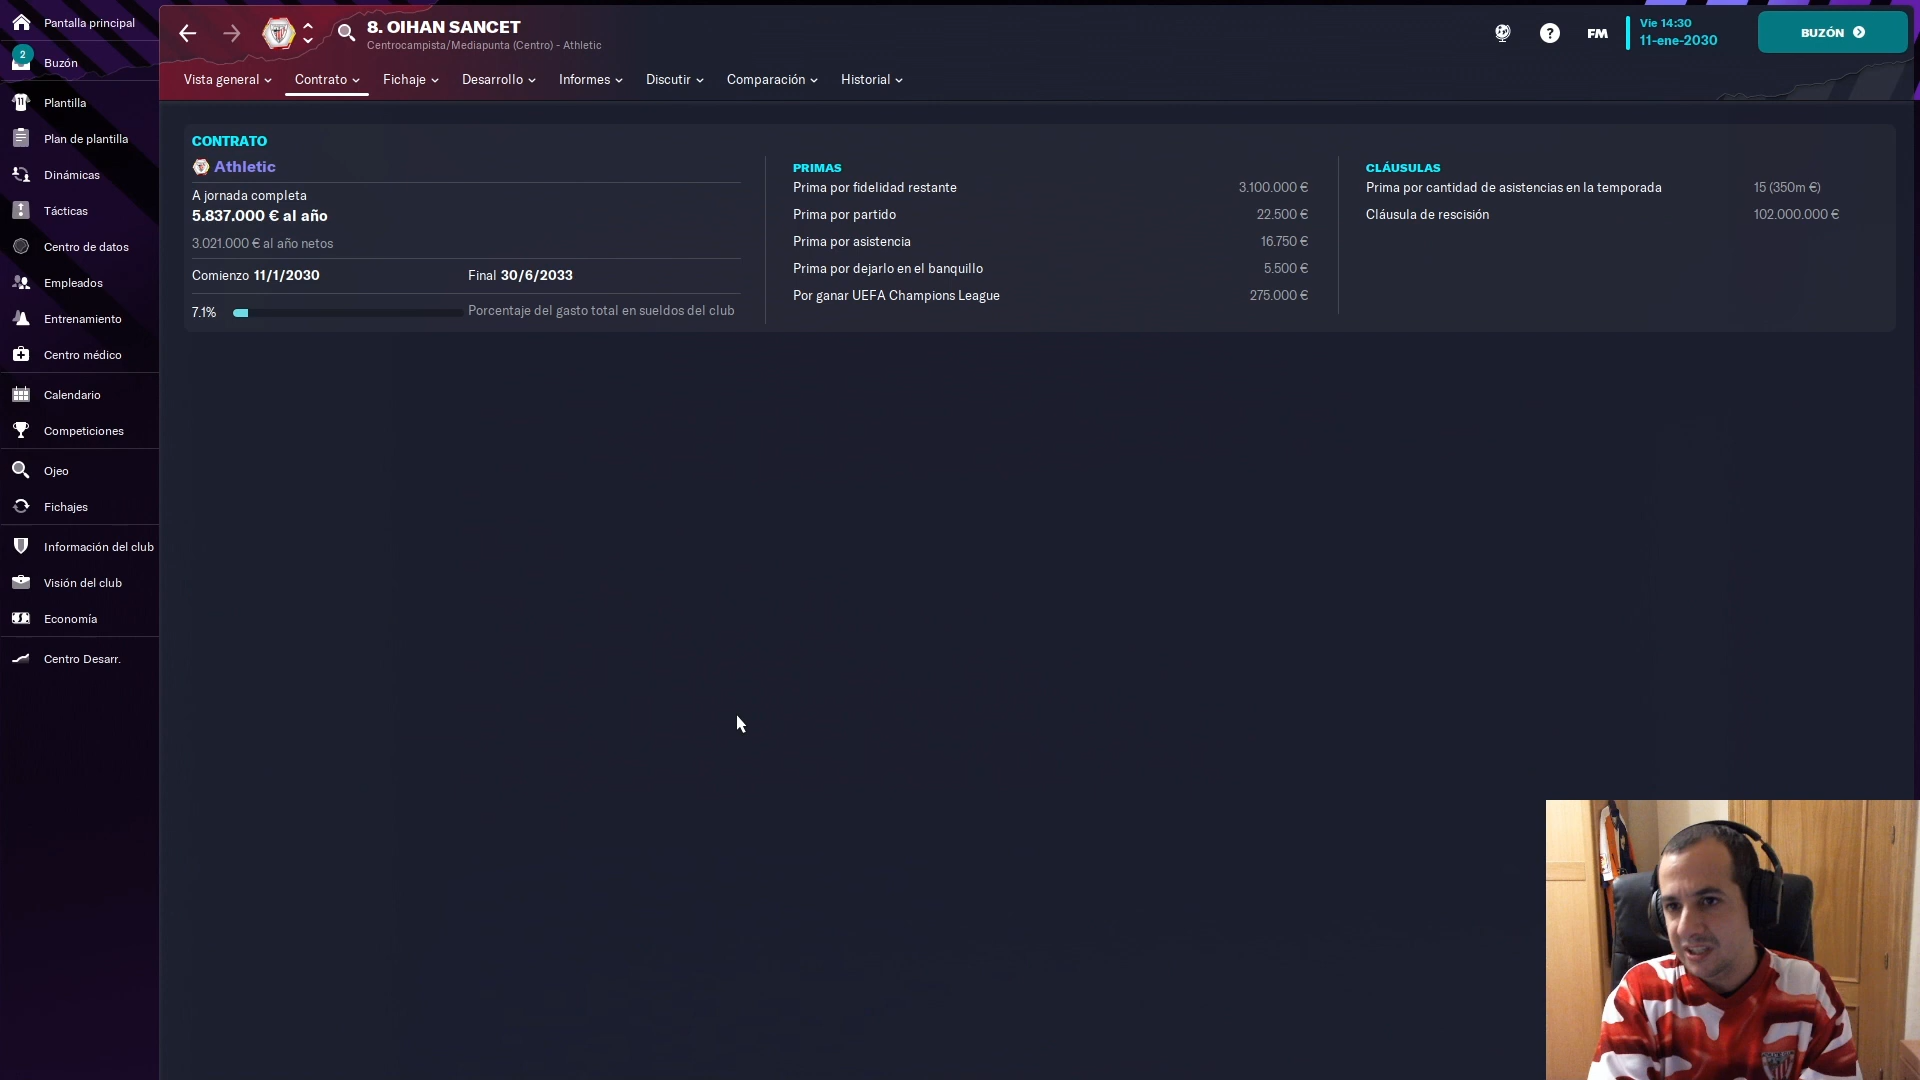 Pantalla principal
2
Buzón
Plantilla
Plan de plantilla
Dinámicas
Tácticas
Centro de datos
Empleados
Entrenamiento
Centro médico
Calendario
Competiciones
Ojeo
Fichajes
Información del club
Visión del club
Economía
Centro Desarr.
8. OIHAN SANCET
Centrocampista/Mediapunta (Centro) - Athletic
FM
Vie 14:30
11-ene-2030
BUZÓN
Vista general
Contrato
Fichaje
Desarrollo
Informes
Discutir
Comparación
Historial
CONTRATO
Athletic
A jornada completa
5.837.000 € al año
3.021.000 € al año netos
Comienzo 11/1/2030
Final 30/6/2033
7.1%
Porcentaje del gasto total en sueldos del club
PRIMAS
Prima por fidelidad restante 3.100.000 €
Prima por partido 22.500 €
Prima por asistencia 16.750 €
Prima por dejarlo en el banquillo 5.500 €
Por ganar UEFA Champions League 275.000 €
CLÁUSULAS
Prima por cantidad de asistencias en la temporada 15 (350m €)
Cláusula de rescisión 102.000.000 €